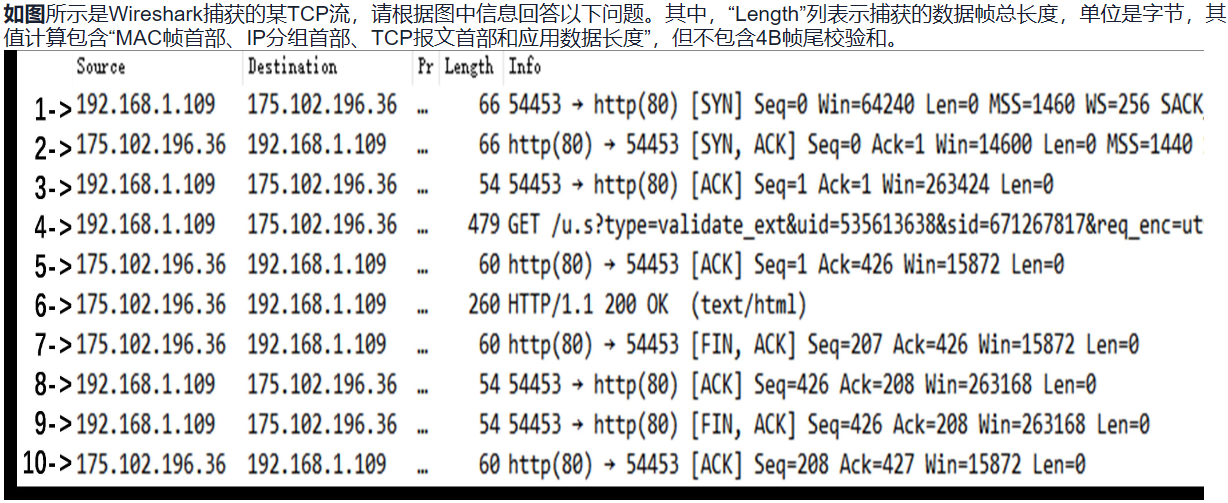 如图所示是Wireshark捕获的某TCP流，请根据图中信息回答以下问题。其中，“Length”列表示捕获的数据帧总长度，单位是字节，其
值计算包含“MAC帧首部、IP分组首部、TCP报文首部和应用数据长度”，但不包含4B帧尾校验和。
Source Destination Pr Length Info
1->192.168.1.109 175.102.196.36 … 66 54453 → http(80) [SYN] Seq=0 Win=64240 Len=0 MSS=1460 WS=256 SACK
2->175.102.196.36 192.168.1.109 … 66 http(80) → 54453 [SYN, ACK] Seq=0 Ack=1 Win=14600 Len=0 MSS=1440
3->192.168.1.109 175.102.196.36 … 54 54453 → http(80) [ACK] Seq=1 Ack=1 Win=263424 Len=0
4->192.168.1.109 175.102.196.36 … 479 GET /u.s?type=validate_ext&uid=535613638&sid=671267817&req_enc=ut
5->175.102.196.36 192.168.1.109 … 60 http(80) → 54453 [ACK] Seq=1 Ack=426 Win=15872 Len=0
6->175.102.196.36 192.168.1.109 … 260 HTTP/1.1 200 OK (text/html)
7->175.102.196.36 192.168.1.109 … 60 http(80) → 54453 [FIN, ACK] Seq=207 Ack=426 Win=15872 Len=0
8->192.168.1.109 175.102.196.36 … 54 54453 → http(80) [ACK] Seq=426 Ack=208 Win=263168 Len=0
9->192.168.1.109 175.102.196.36 … 54 54453 → http(80) [FIN, ACK] Seq=426 Ack=208 Win=263168 Len=0
10->175.102.196.36 192.168.1.109 … 60 http(80) → 54453 [ACK] Seq=208 Ack=427 Win=15872 Len=0